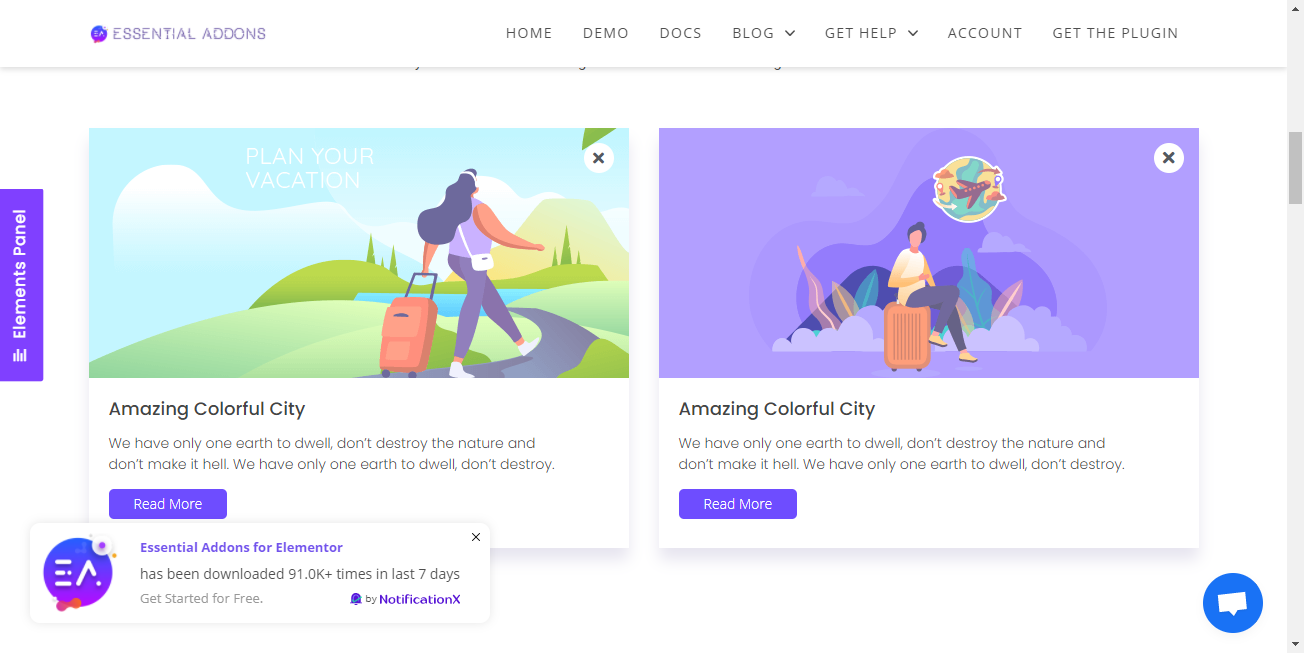 ESSENTIAL ADDONS
HOME DEMO DOCS BLOG GET HELP ACCOUNT GET THE PLUGIN
PLAN YOUR
VACATION
Elements Panel
Amazing Colorful City
We have only one earth to dwell, don't destroy the nature and
don't make it hell. We have only one earth to dwell, don't destroy.
Read More
Amazing Colorful City
We have only one earth to dwell, don't destroy the nature and
don't make it hell. We have only one earth to dwell, don't destroy.
Read More
EA
Essential Addons for Elementor
has been downloaded 91.0K+ times in last 7 days
Get Started for Free.
by NotificationX